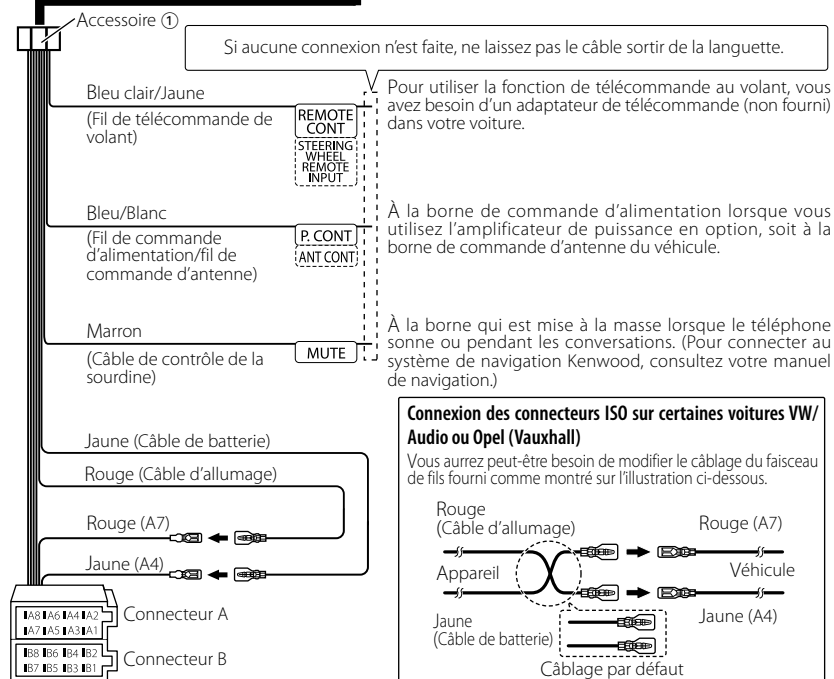 Accessoire ①
Si aucune connexion n'est faite, ne laissez pas le câble sortir de la languette.
Bleu clair/Jaune
(Fil de télécommande de
volant)
REMOTE
CONT
STEERING
WHEEL
REMOTE
INPUT
Pour utiliser la fonction de télécommande au volant, vous
avez besoin d'un adaptateur de télécommande (non fourni)
dans votre voiture.
Bleu/Blanc
(Fil de commande
d'alimentation/fil de
commande d'antenne)
P. CONT
ANT CONT
À la borne de commande d'alimentation lorsque vous
utilisez l'amplificateur de puissance en option, soit à la
borne de commande d'antenne du véhicule.
Marron
(Câble de contrôle de la
sourdine)
MUTE
À la borne qui est mise à la masse lorsque le téléphone
sonne ou pendant les conversations. (Pour connecter au
système de navigation Kenwood, consultez votre manuel
de navigation.)
Jaune (Câble de batterie)
Rouge (Câble d'allumage)
Rouge (A7)
Jaune (A4)
A8 A6 A4 A2
A7 A5 A3 A1
Connecteur A
B8 B6 B4 B2
B7 B5 B3 B1
Connecteur B
Connexion des connecteurs ISO sur certaines voitures VW/
Audio ou Opel (Vauxhall)
Vous aurrez peut-être besoin de modifier le câblage du faisceau
de fils fourni comme montré sur l'illustration ci-dessous.
Rouge
(Câble d'allumage)
Rouge (A7)
Appareil
Véhicule
Jaune
(Câble de batterie)
Jaune (A4)
Câblage par défaut